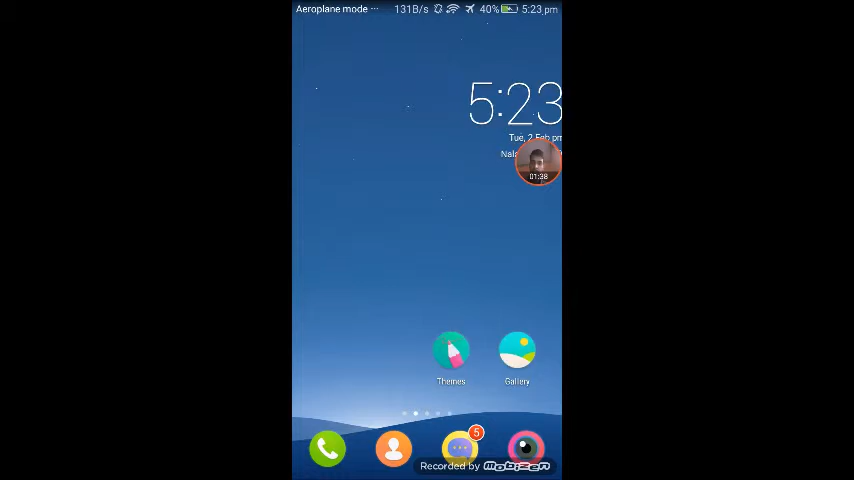 Aeroplane mode ··· 131B/s 40% 5:23 pm
5:23
Tue, 2 Feb pm
01:38
Themes Gallery
5
Recorded by mobizen